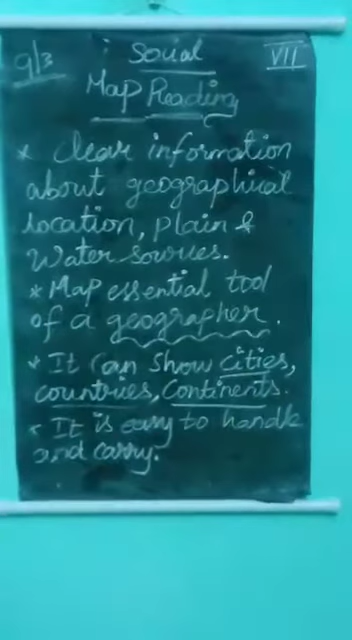 9/3 Social VII
Map Reading
* Clear information
about geographical
location, plain &
Water sources.
* Map essential tool
of a geographer.
* It Can Show Cities,
countries, Continents.
* It is easy to handle
and carry.